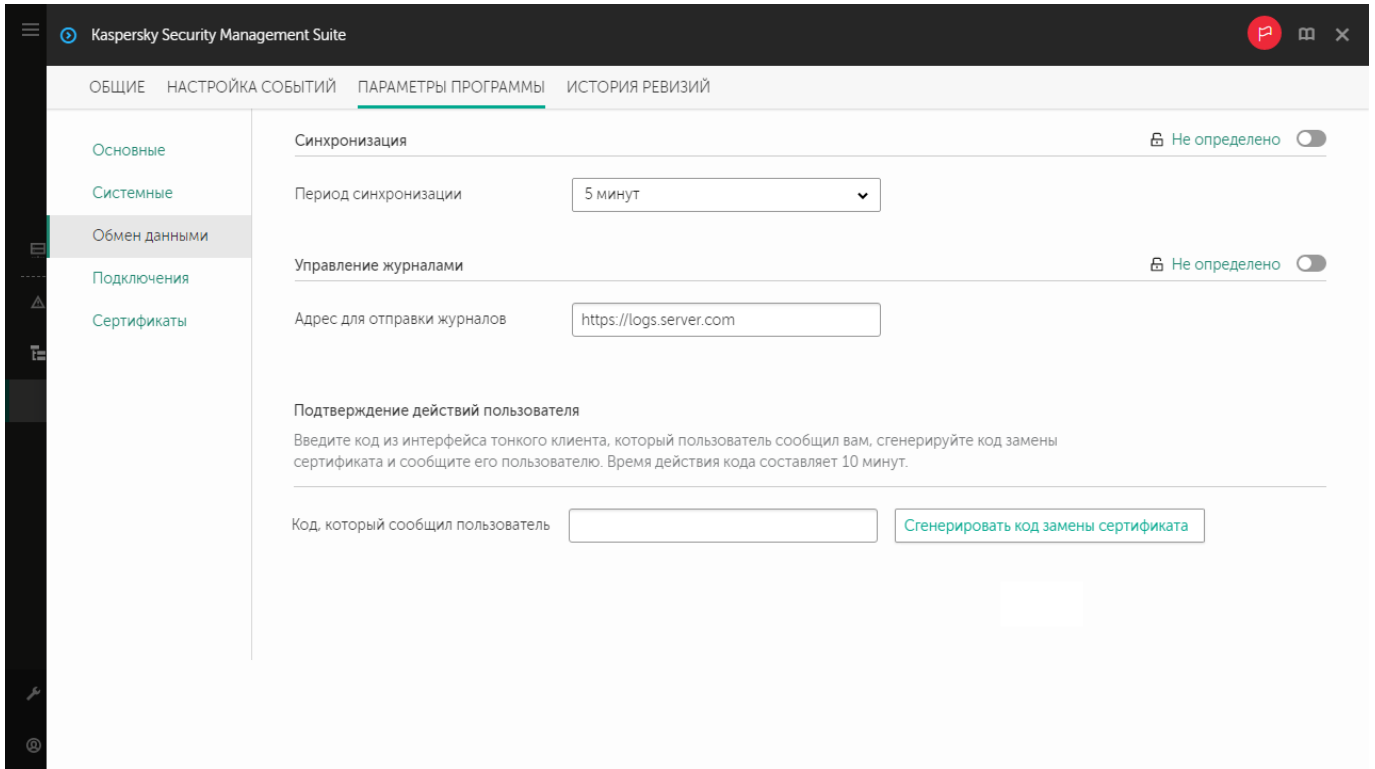 Kaspersky Security Management Suite
ОБЩИЕ НАСТРОЙКА СОБЫТИЙ ПАРАМЕТРЫ ПРОГРАММЫ ИСТОРИЯ РЕВИЗИЙ
Основные
Системные
Обмен данными
Подключения
Сертификаты
Синхронизация Не определено
Период синхронизации 5 минут
Управление журналами Не определено
Адрес для отправки журналов https://logs.server.com
Подтверждение действий пользователя
Введите код из интерфейса тонкого клиента, который пользователь сообщил вам, сгенерируйте код замены
сертификата и сообщите его пользователю. Время действия кода составляет 10 минут.
Код, который сообщил пользователь Сгенерировать код замены сертификата